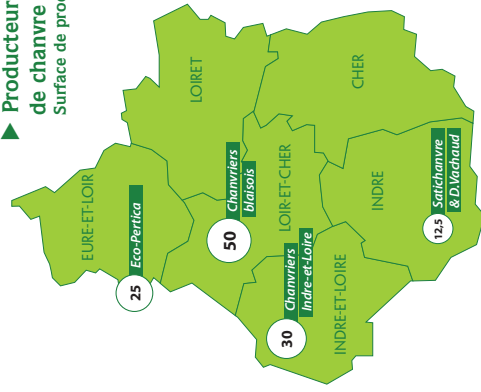 ▶ Producteur
de chanvre
Surface de prod
EURE-ET-LOIR
25
Eco-Pertica
LOIRET
50
Chanvriers
blaisois
LOIR-ET-CHER
CHER
30
Chanvriers
Indre-et-Loire
INDRE-ET-LOIRE
INDRE
12,5
Satichanvre
& D.Vachaud